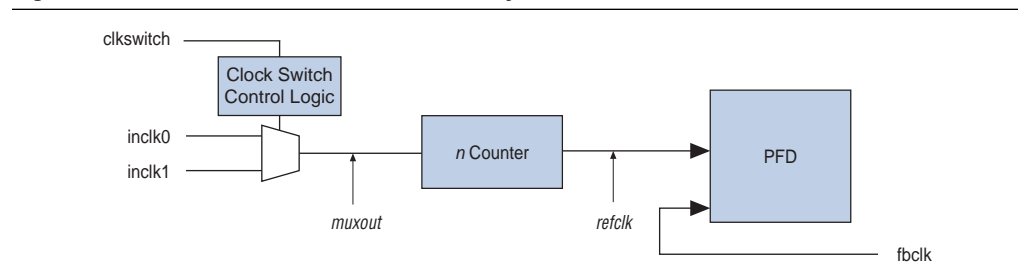 clkswitch
Clock Switch
Control Logic
inclk0
inclk1
n Counter
PFD
muxout
refclk
fbclk